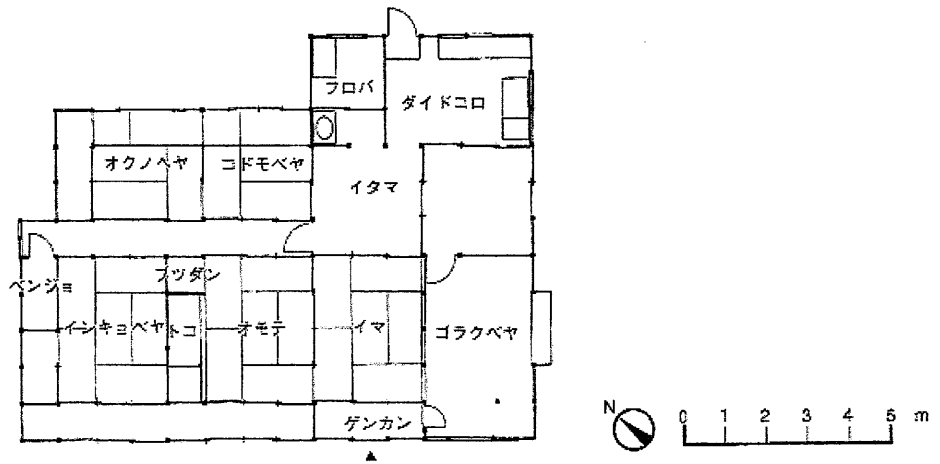 フロバ
ダイドコロ
オクノヘヤ
コドモベヤ
イタマ
ベンジョ
ブツダン
インキョベヤ
トコ
オモテ
イマ
ゴラクベヤ
ゲンカン
N
0 1 2 3 4 5 m